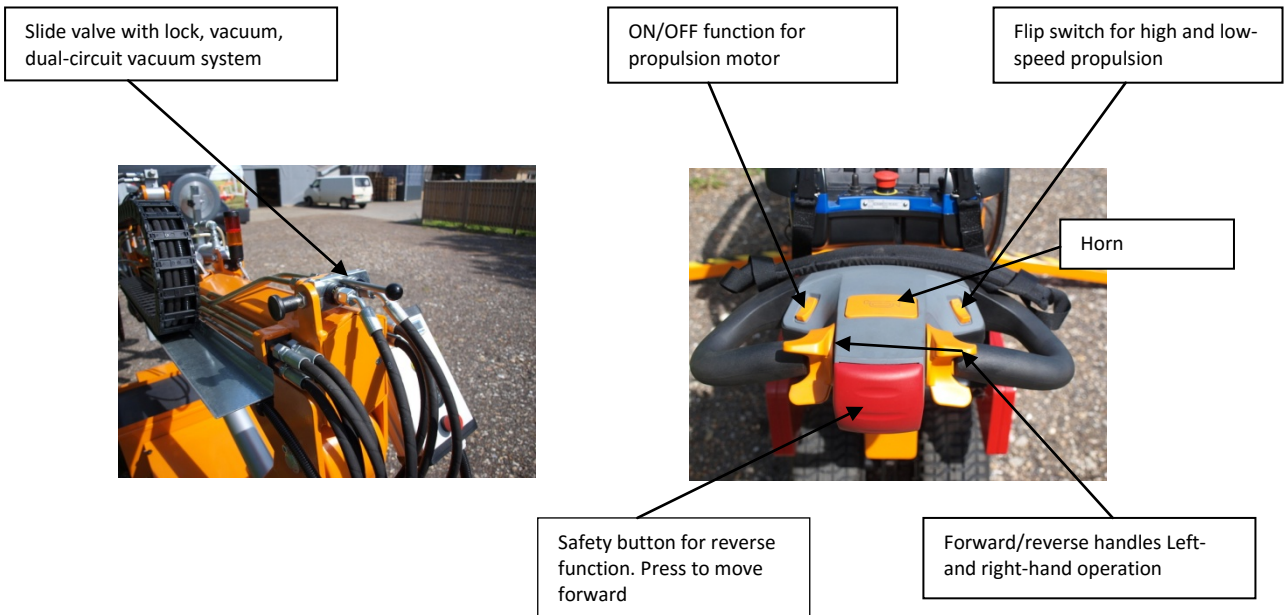 Slide valve with lock, vacuum,
dual-circuit vacuum system
ON/OFF function for
propulsion motor
Flip switch for high and low-
speed propulsion
Horn
Safety button for reverse
function. Press to move
forward
Forward/reverse handles Left-
and right-hand operation